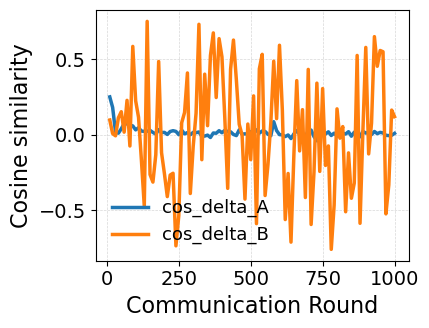 Cosine similarity
0.5
0.0
−0.5
cos_delta_A
cos_delta_B
0 250 500 750 1000
Communication Round